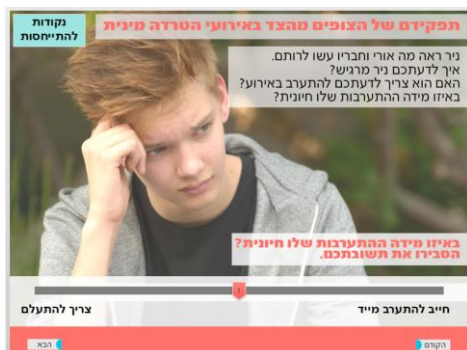 תפקידם של הצופים מהצד באירועי הטרדה מינית
נקודות
להתייחסות
ניר ראה מה אורי וחבריו עשו לרותם.
איך לדעתכם ניר מרגיש?
האם הוא צריך לדעתכם להתערב באירוע?
באיזו מידה ההתערבות שלו חיונית?
באיזו מידה ההתערבות שלו חיונית?
הסבירו את תשובתכם.
חייב להתערב מייד
צריך להתעלם
הקודם
הבא